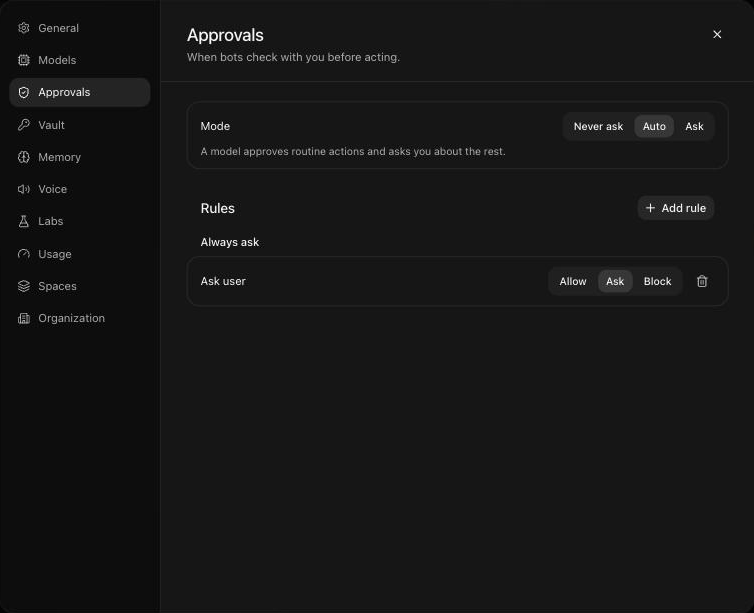 General
Models
Approvals
Vault
Memory
Voice
Labs
Usage
Spaces
Organization
Approvals
When bots check with you before acting.
Mode
Never ask Auto Ask
A model approves routine actions and asks you about the rest.
Rules
+ Add rule
Always ask
Ask user
Allow Ask Block